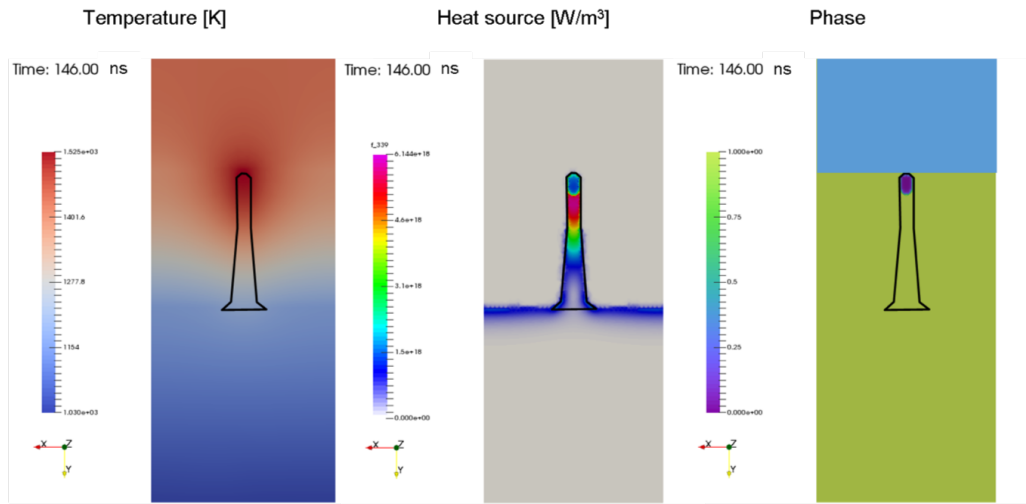 Temperature [K]
Heat source [W/m³]
Phase
Time: 146.00 ns
Time: 146.00 ns
Time: 146.00 ns
1.525e+03
1401.6
1277.8
1154
1.030e+03
X
Z
Y
f_339
6.144e+18
4.6e+18
3.1e+18
1.5e+18
0.000e+00
X
Z
Y
1.000e+00
0.75
0.5
0.25
0.000e+00
X
Z
Y